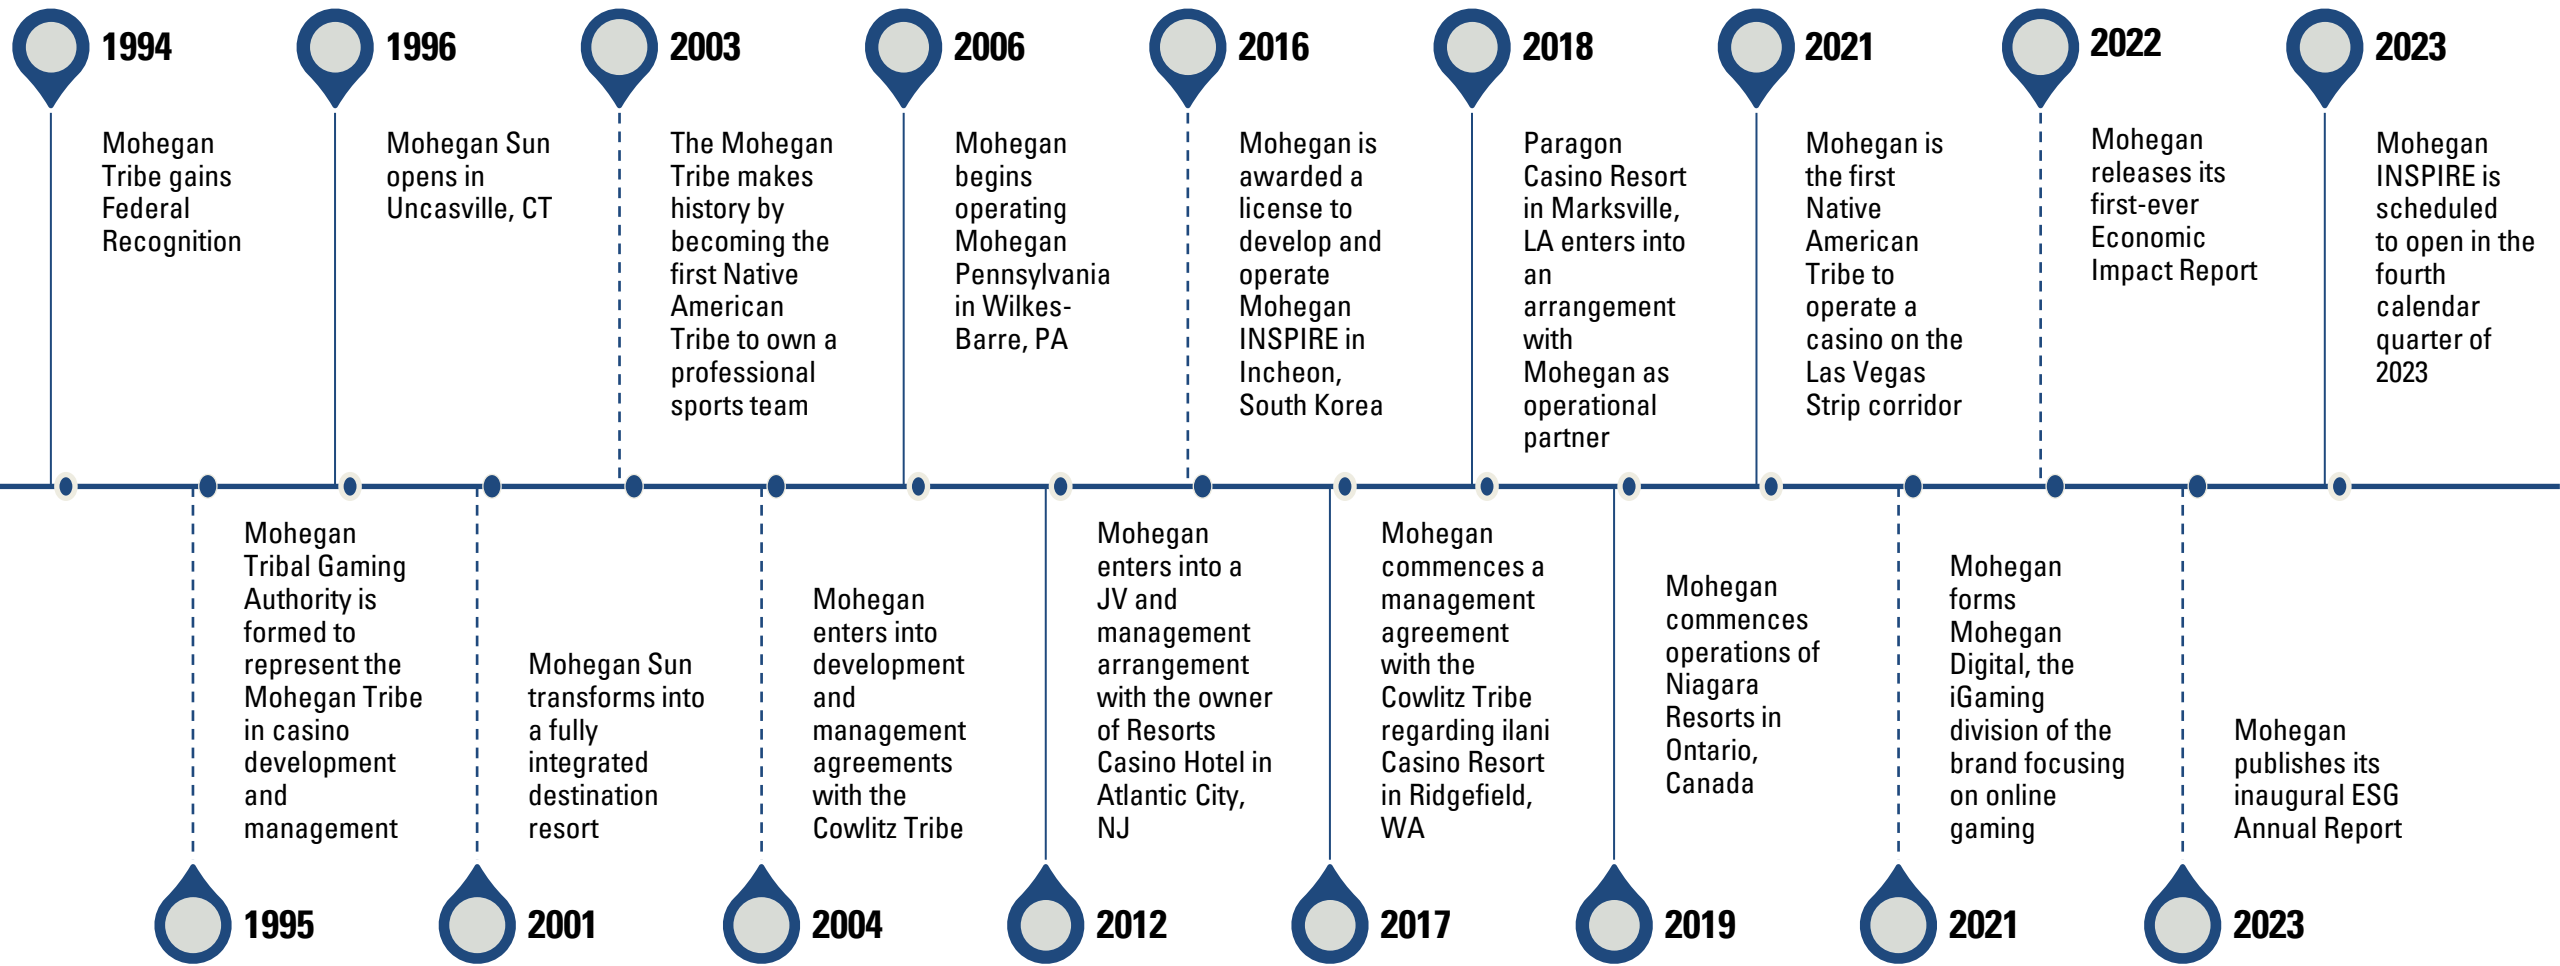 1994
Mohegan
Tribe gains
Federal
Recognition
1996
Mohegan Sun
opens in
Uncasville, CT
2003
The Mohegan
Tribe makes
history by
becoming the
first Native
American
Tribe to own a
professional
sports team
2006
Mohegan
begins
operating
Mohegan
Pennsylvania
in Wilkes-
Barre, PA
2016
Mohegan is
awarded a
license to
develop and
operate
Mohegan
INSPIRE in
Incheon,
South Korea
2018
Paragon
Casino Resort
in Marksville,
LA enters into
an
arrangement
with
Mohegan as
operational
partner
2021
Mohegan is
the first
Native
American
Tribe to
operate a
casino on the
Las Vegas
Strip corridor
2022
Mohegan
releases its
first-ever
Economic
Impact Report
2023
Mohegan
INSPIRE is
scheduled
to open in the
fourth
calendar
quarter of
2023
Mohegan
Tribal Gaming
Authority is
formed to
represent the
Mohegan Tribe
in casino
development
and
management
1995
Mohegan Sun
transforms into
a fully
integrated
destination
resort
2001
Mohegan
enters into
development
and
management
agreements
with the
Cowlitz Tribe
2004
Mohegan
enters into a
JV and
management
arrangement
with the owner
of Resorts
Casino Hotel in
Atlantic City,
NJ
2012
Mohegan
commences a
management
agreement
with the
Cowlitz Tribe
regarding ilani
Casino Resort
in Ridgefield,
WA
2017
Mohegan
commences
operations of
Niagara
Resorts in
Ontario,
Canada
2019
Mohegan
forms
Mohegan
Digital, the
iGaming
division of the
brand focusing
on online
gaming
2021
Mohegan
publishes its
inaugural ESG
Annual Report
2023